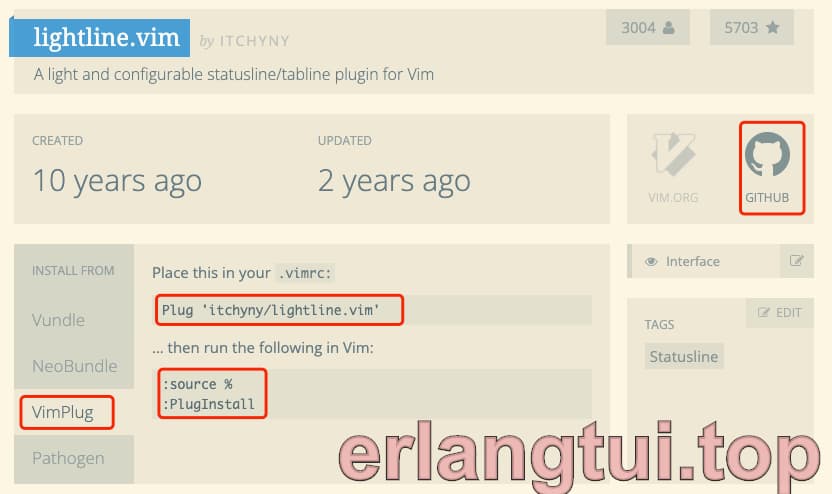 lightline.vim by ITCHYNY 3004 5703
A light and configurable statusline/tabline plugin for Vim
CREATED UPDATED
10 years ago 2 years ago
VIM.ORG GITHUB
INSTALL FROM
Vundle
NeoBundle
VimPlug
Pathogen
Place this in your .vimrc:
Plug 'itchyny/lightline.vim'
... then run the following in Vim:
:source %
:PlugInstall
Interface
EDIT
TAGS
Statusline
erlangtui.top